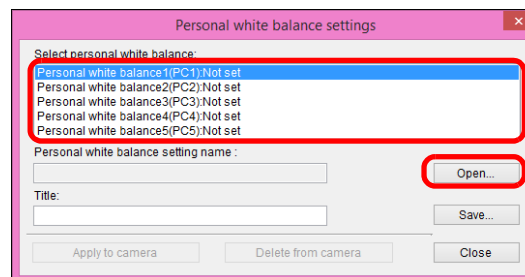 Personal white balance settings
×
Select personal white balance:
Personal white balance1(PC1):Not set
Personal white balance2(PC2):Not set
Personal white balance3(PC3):Not set
Personal white balance4(PC4):Not set
Personal white balance5(PC5):Not set
Personal white balance setting name :
Open...
Title:
Save...
Apply to camera Delete from camera Close